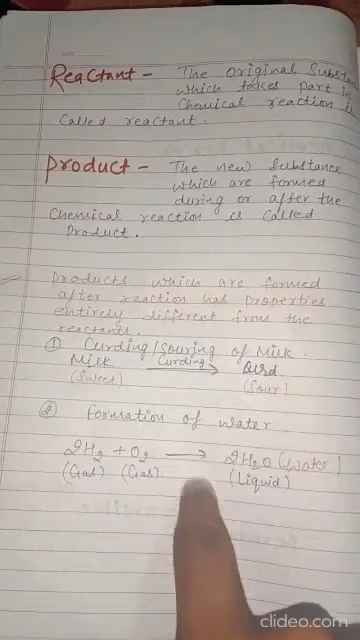 DATE
Reactant - The original Substan
which takes part in
Chemical reaction is
Called reactant.
Product - The new Substance
which are formed
during or after the
Chemical reaction is called
Product.
Products which are formed
after reaction has properties
entirely different from the
reactants.
① Curding/Souring of Milk.
Milk Curding Curd.
(Sweet) (Sour)
② Formation of water
2H₂ + O₂ ⟶ 2H₂O (Water)
(Gas) (Gas) (Liquid)
clideo.com